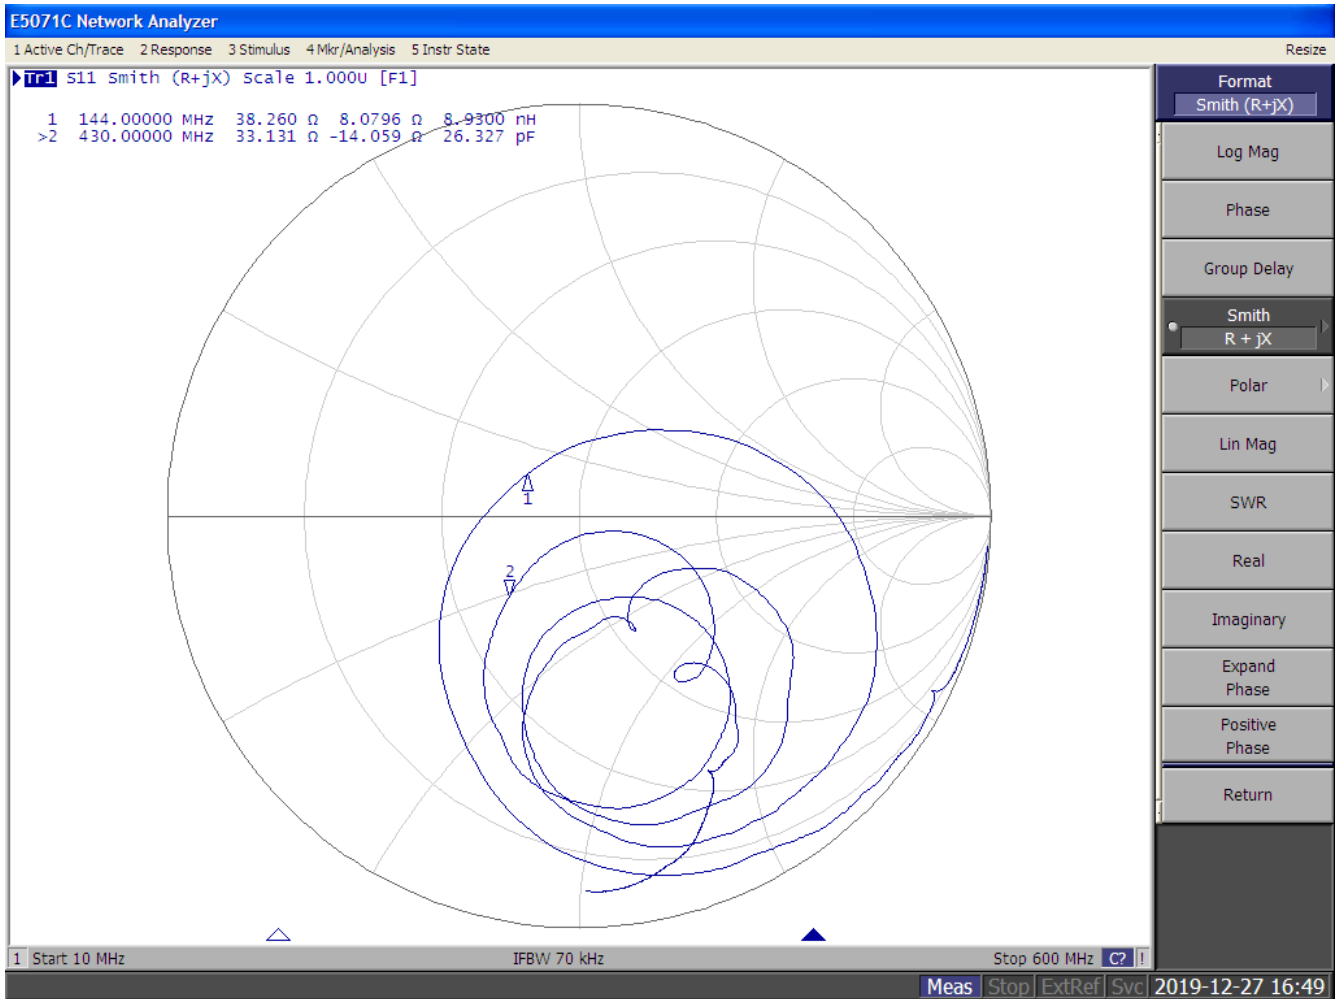 E5071C Network Analyzer
1 Active Ch/Trace 2 Response 3 Stimulus 4 Mkr/Analysis 5 Instr State Resize
Tr1 S11 Smith (R+jX) Scale 1.000U [F1]
1 144.00000 MHz 38.260 Ω 8.0796 Ω 8.9300 nH
>2 430.00000 MHz 33.131 Ω -14.059 Ω 26.327 pF
1
2
Format
Smith (R+jX)
Log Mag
Phase
Group Delay
Smith
R + jX
Polar
Lin Mag
SWR
Real
Imaginary
Expand
Phase
Positive
Phase
Return
1 Start 10 MHz IFBW 70 kHz Stop 600 MHz C? !
Meas Stop ExtRef Svc 2019-12-27 16:49